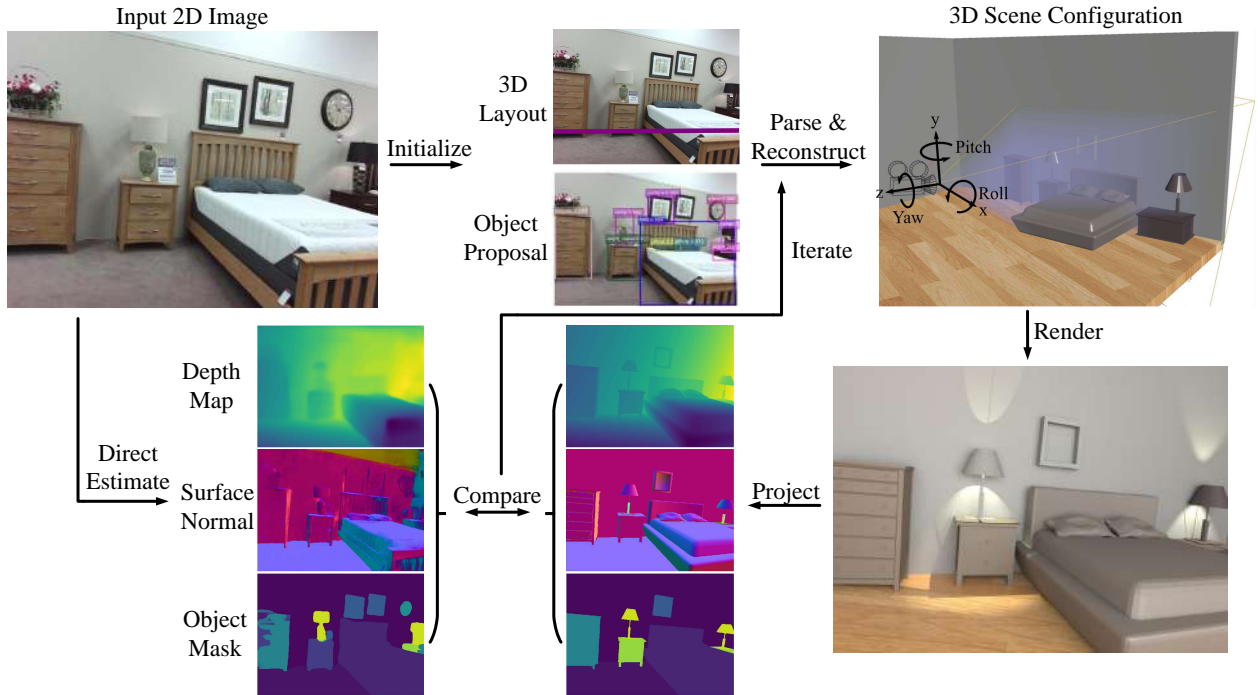 Input 2D Image
3D Scene Configuration
3D
Layout
Initialize
Parse &
Reconstruct
Object
Proposal
Iterate
y
Pitch
z
Roll
x
Yaw
Render
Depth
Map
Direct
Estimate
Surface
Normal
Compare
Project
Object
Mask